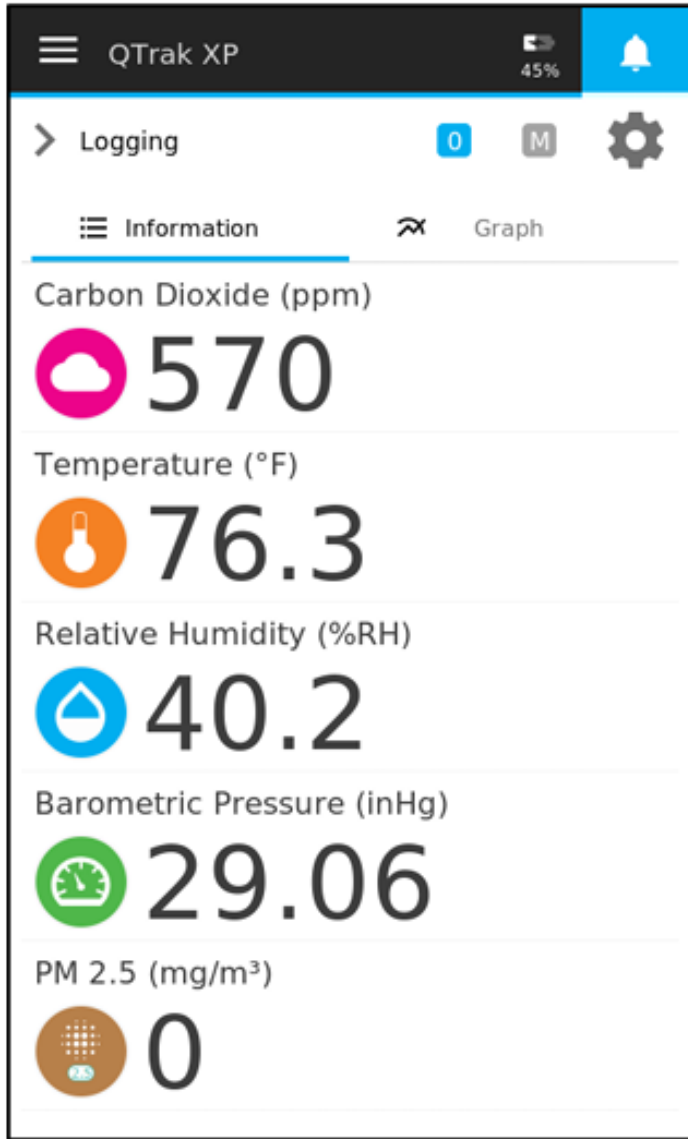 QTrak XP
45%
Logging 0 M
Information Graph
Carbon Dioxide (ppm)
570
Temperature (°F)
76.3
Relative Humidity (%RH)
40.2
Barometric Pressure (inHg)
29.06
PM 2.5 (mg/m³)
2.5
0